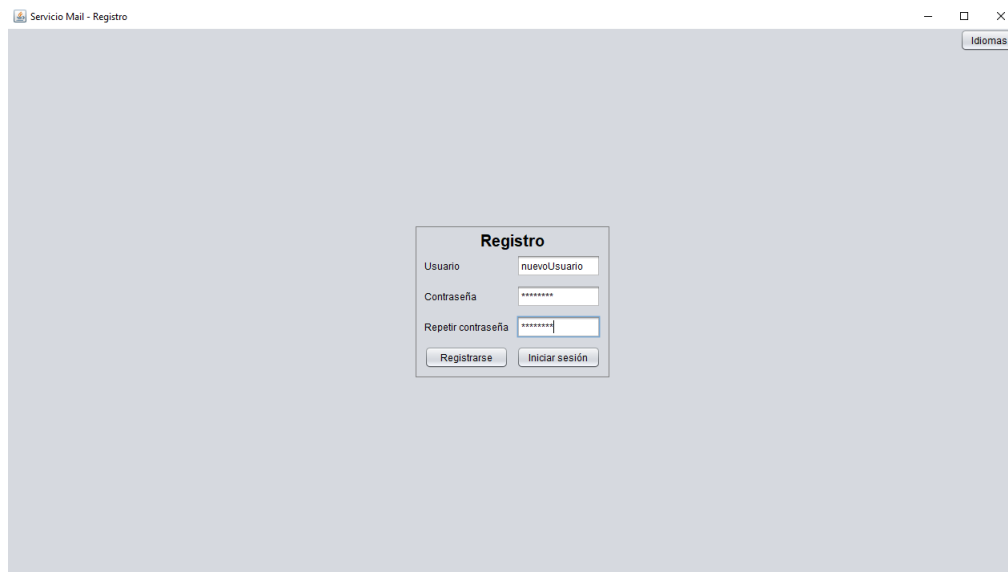 Servicio Mail - Registro
Idiomas
Registro
Usuario nuevoUsuario
Contraseña ********
Repetir contraseña ********
Registrarse Iniciar sesión